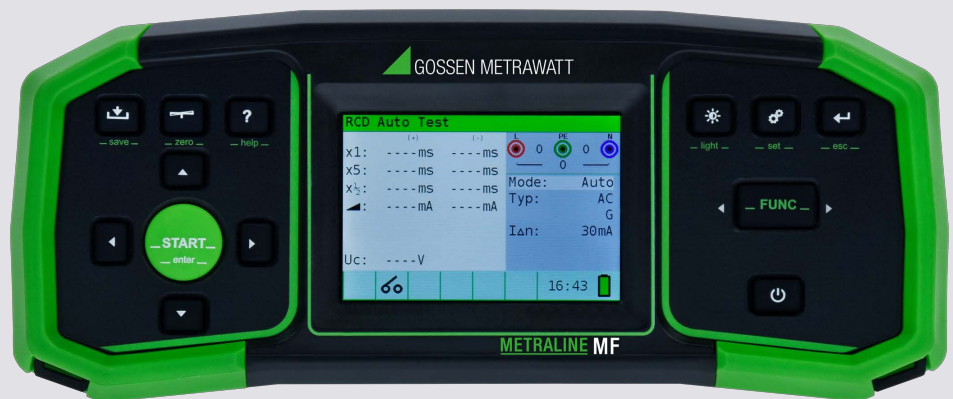 GOSSEN METRAWATT
save
zero
?
help
START
enter
RCD Auto Test
(+) (-)
x1: ----ms ----ms
x5: ----ms ----ms
x½: ----ms ----ms
: ----mA ----mA
Uc: ----V
L PE N
0 0
0
Mode: Auto
Typ: AC
G
I∆n: 30mA
16:43
light
set
esc
FUNC
METRALINE MF